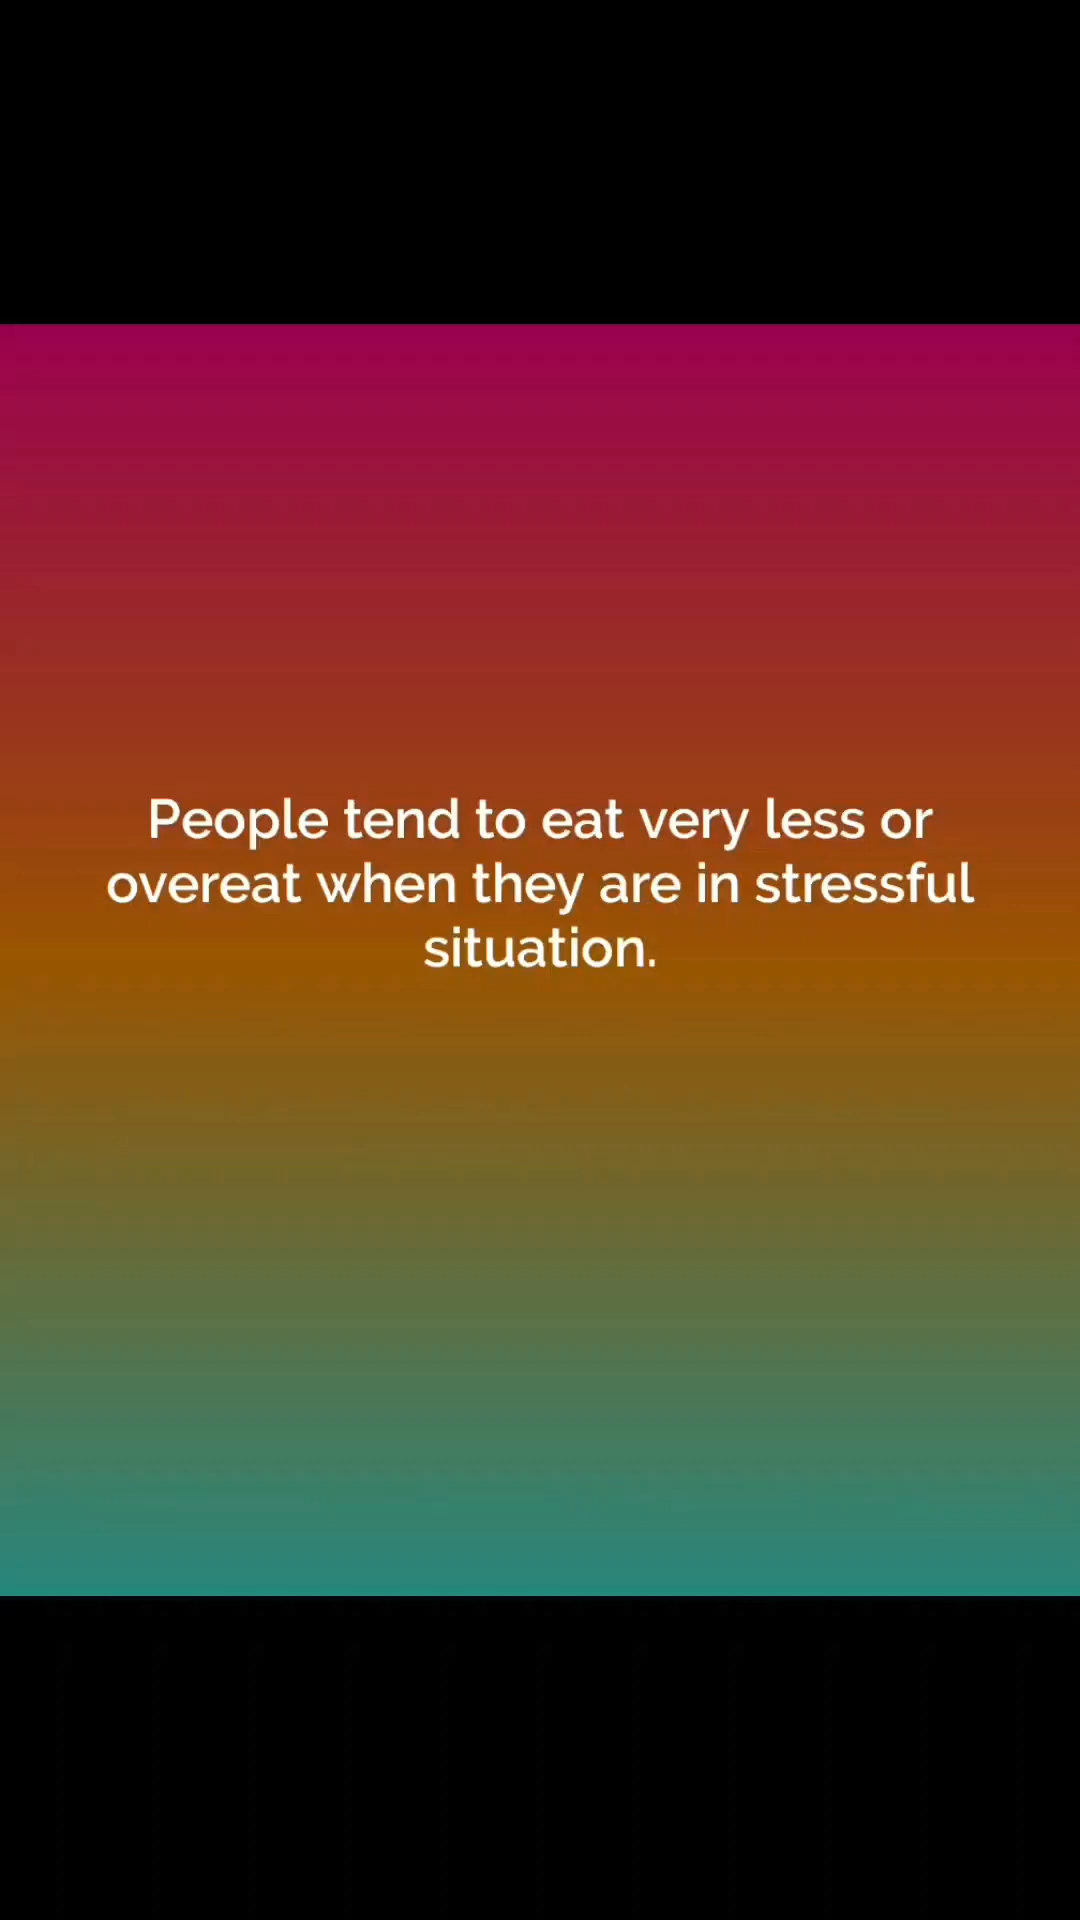 People tend to eat very less or
overeat when they are in stressful
situation.